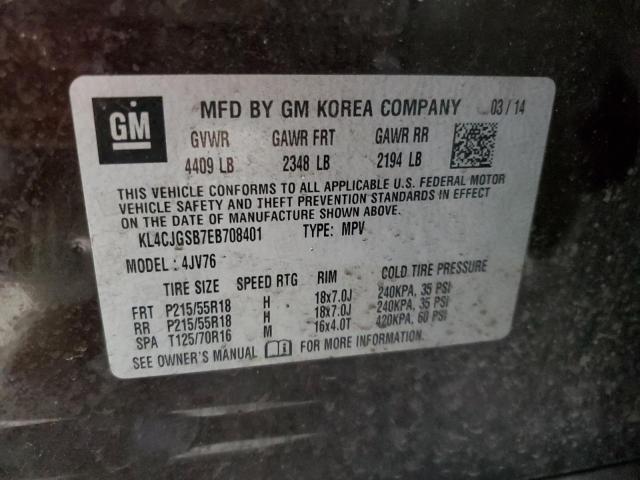 GM
MFD BY GM KOREA COMPANY 03/14
GVWR GAWR FRT GAWR RR
4409 LB 2348 LB 2194 LB
THIS VEHICLE CONFORMS TO ALL APPLICABLE U.S. FEDERAL MOTOR
VEHICLE SAFETY AND THEFT PREVENTION STANDARDS IN EFFECT
ON THE DATE OF MANUFACTURE SHOWN ABOVE.
KL4CJGSB7EB708401 TYPE: MPV
MODEL: 4JV76
TIRE SIZE SPEED RTG RIM COLD TIRE PRESSURE
FRT P215/55R18 H 18x7.0J 240KPA, 35 PSI
RR P215/55R18 H 18x7.0J 240KPA, 35 PSI
SPA T125/70R16 M 16x4.0T 420KPA, 60 PSI
SEE OWNER'S MANUAL FOR MORE INFORMATION